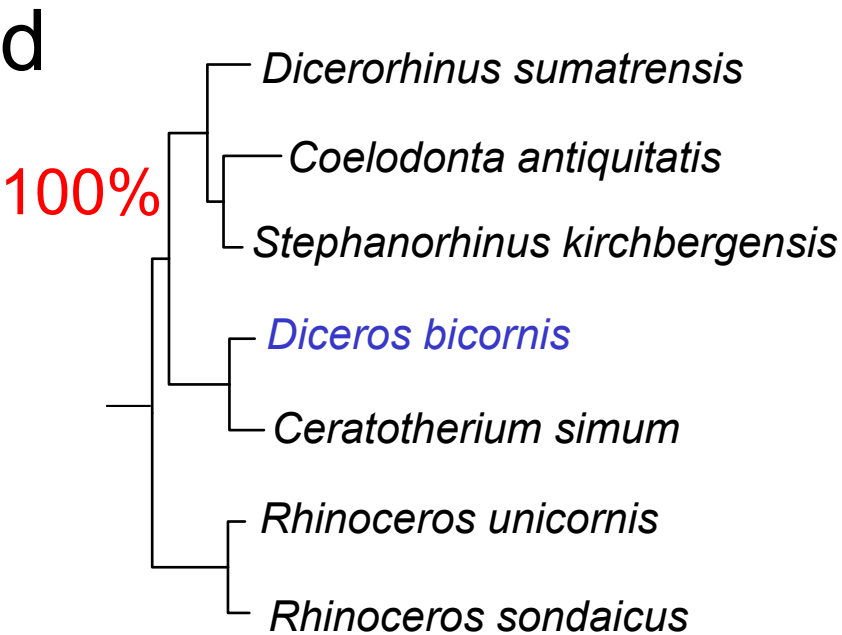 d
Dicerorhinus sumatrensis
Coelodonta antiquitatis
100%
Stephanorhinus kirchbergensis
Diceros bicornis
Ceratotherium simum
Rhinoceros unicornis
Rhinoceros sondaicus